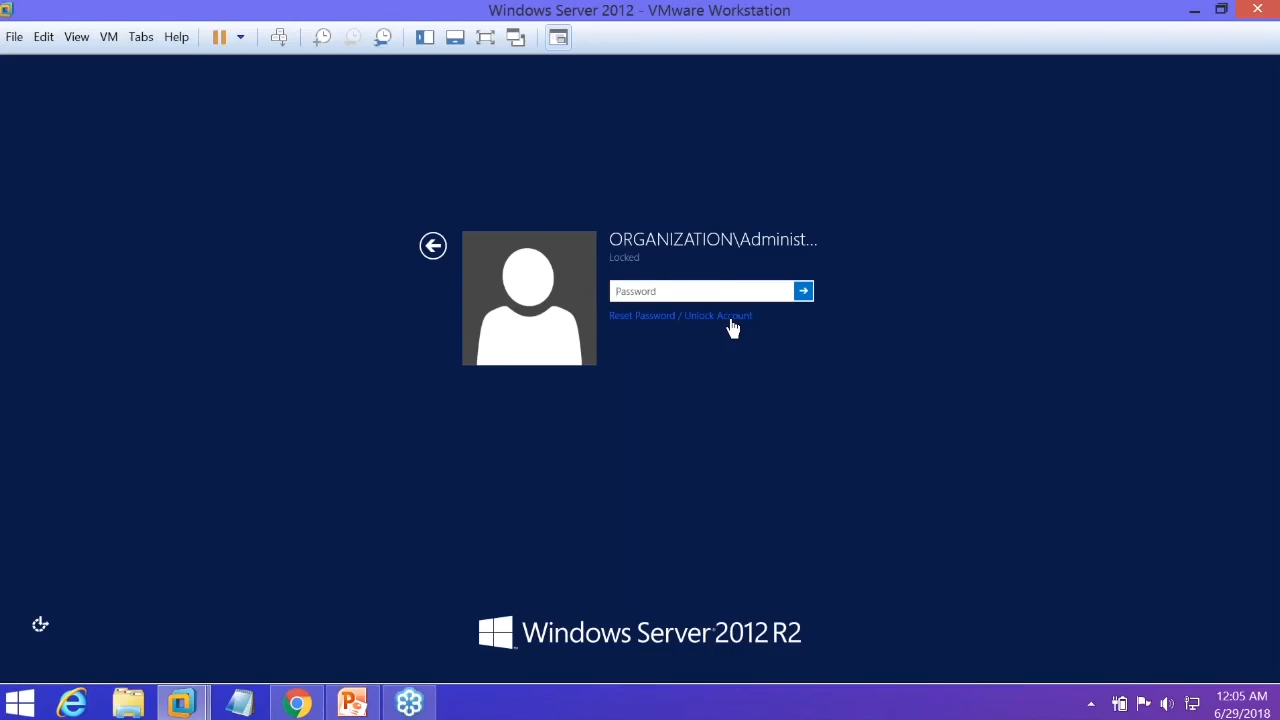 Windows Server 2012 - VMware Workstation
File Edit View VM Tabs Help
ORGANIZATION\Administ...
Locked
Password
Reset Password / Unlock Account
Windows Server 2012 R2
12:05 AM
6/29/2018